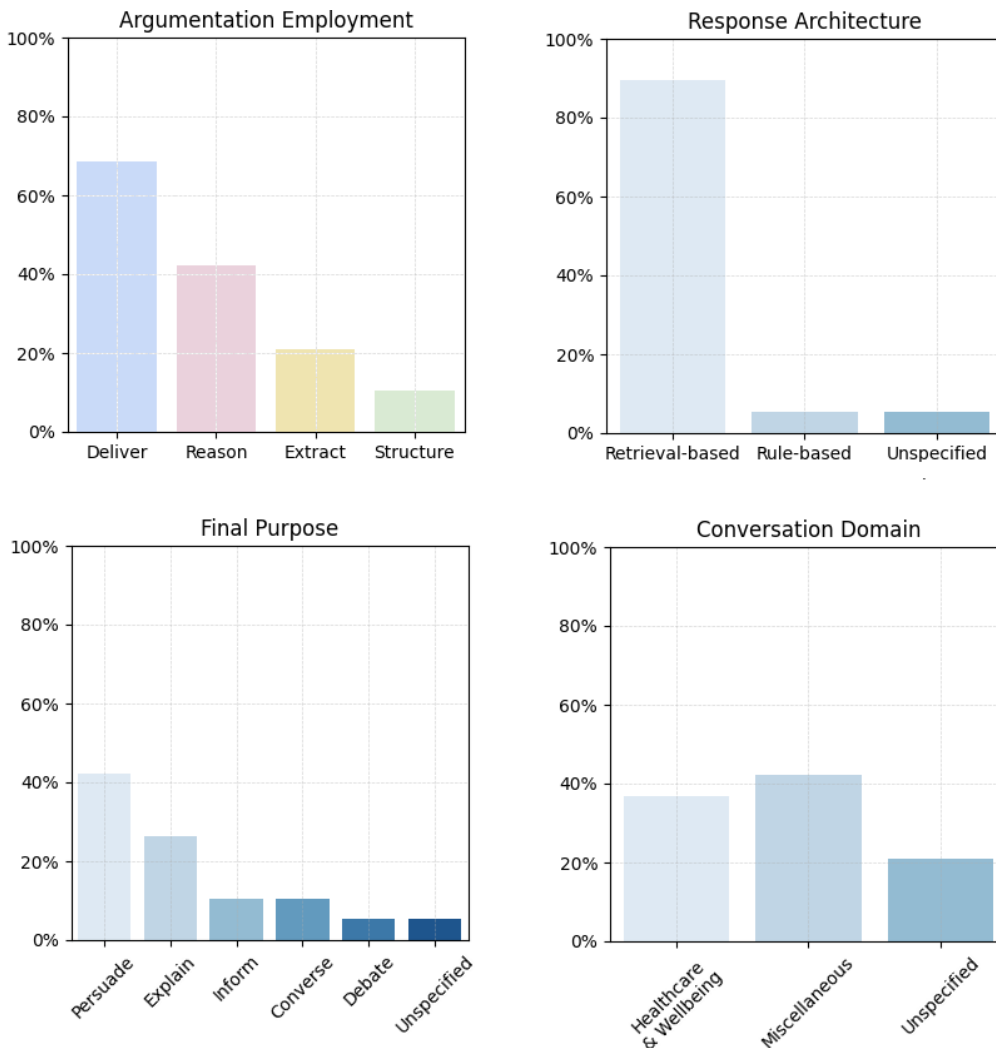 Argumentation Employment
100%
80%
60%
40%
20%
0%
Deliver Reason Extract Structure
Response Architecture
100%
80%
60%
40%
20%
0%
Retrieval-based Rule-based Unspecified
Final Purpose
100%
80%
60%
40%
20%
0%
Persuade Explain Inform Converse Debate Unspecified
Conversation Domain
100%
80%
60%
40%
20%
0%
Healthcare
& Wellbeing
Miscellaneous
Unspecified